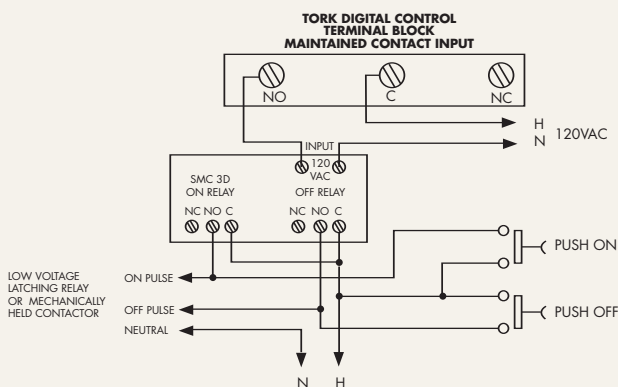 TORK DIGITAL CONTROL
TERMINAL BLOCK
MAINTAINED CONTACT INPUT
NO
C
NC
H
N
120VAC
INPUT
120
VAC
SMC 3D
ON RELAY
OFF RELAY
NC NO C
NC NO C
PUSH ON
LOW VOLTAGE
LATCHING RELAY
OR MECHANICALLY
HELD CONTACTOR
ON PULSE
OFF PULSE
NEUTRAL
PUSH OFF
N
H